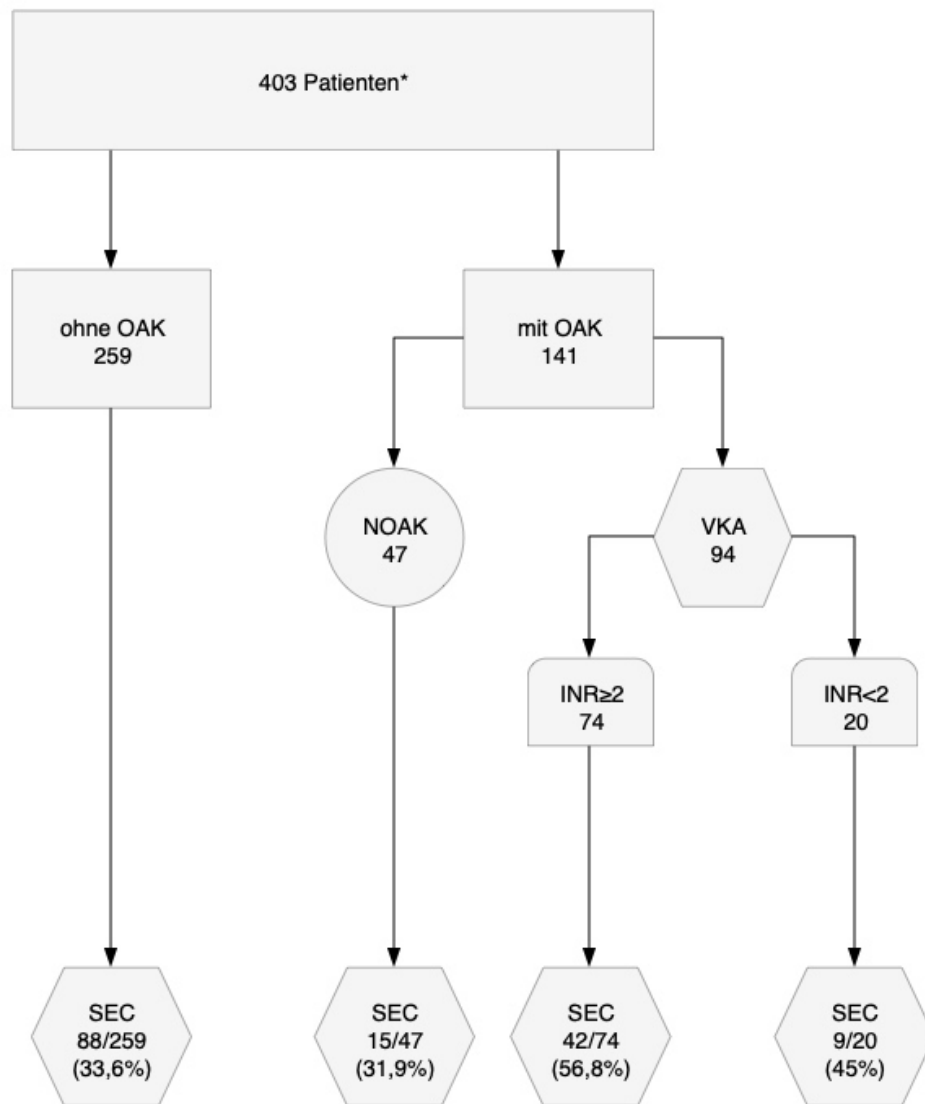 403 Patienten*
ohne OAK
259
mit OAK
141
NOAK
47
VKA
94
INR≥2
74
INR<2
20
SEC
88/259
(33,6%)
SEC
15/47
(31,9%)
SEC
42/74
(56,8%)
SEC
9/20
(45%)